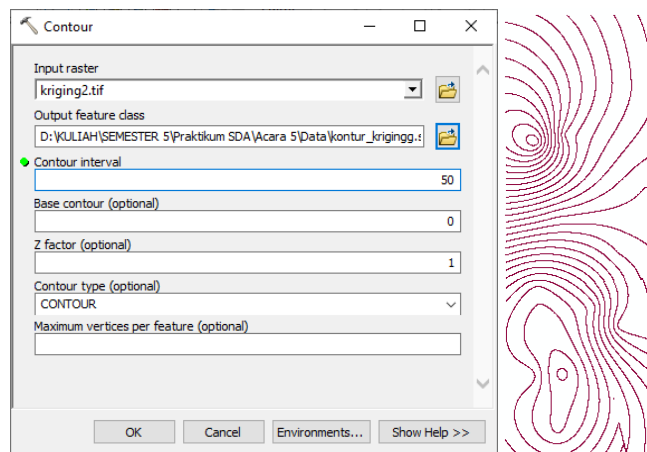 Contour
Input raster
kriging2.tif
Output feature class
D:\KULIAH\SEMESTER 5\Praktikum SDA\Acara 5\Data\kontur_krigingg.s
Contour interval
50
Base contour (optional)
0
Z factor (optional)
1
Contour type (optional)
CONTOUR
Maximum vertices per feature (optional)
OK
Cancel
Environments...
Show Help >>